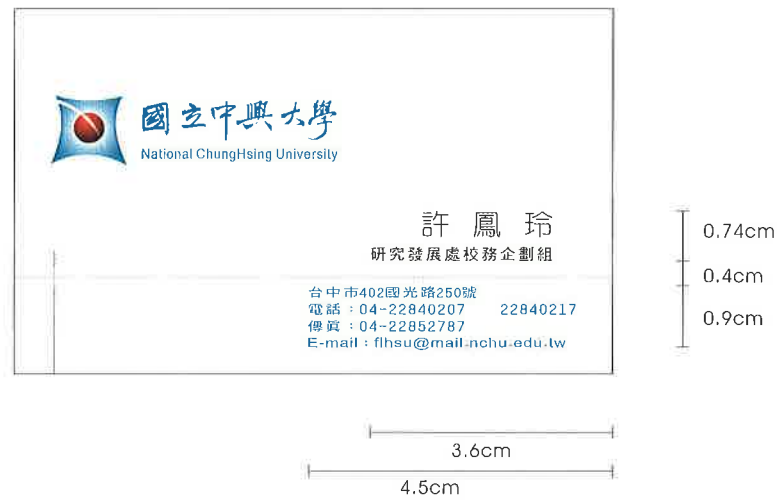 國立中興大學
National ChungHsing University
許鳳玲
研究發展處校務企劃組
台中市402國光路250號
電話：04-22840207 22840217
傳真：04-22852787
E-mail：flhsu@mail.nchu.edu.tw
0.74cm
0.4cm
0.9cm
3.6cm
4.5cm